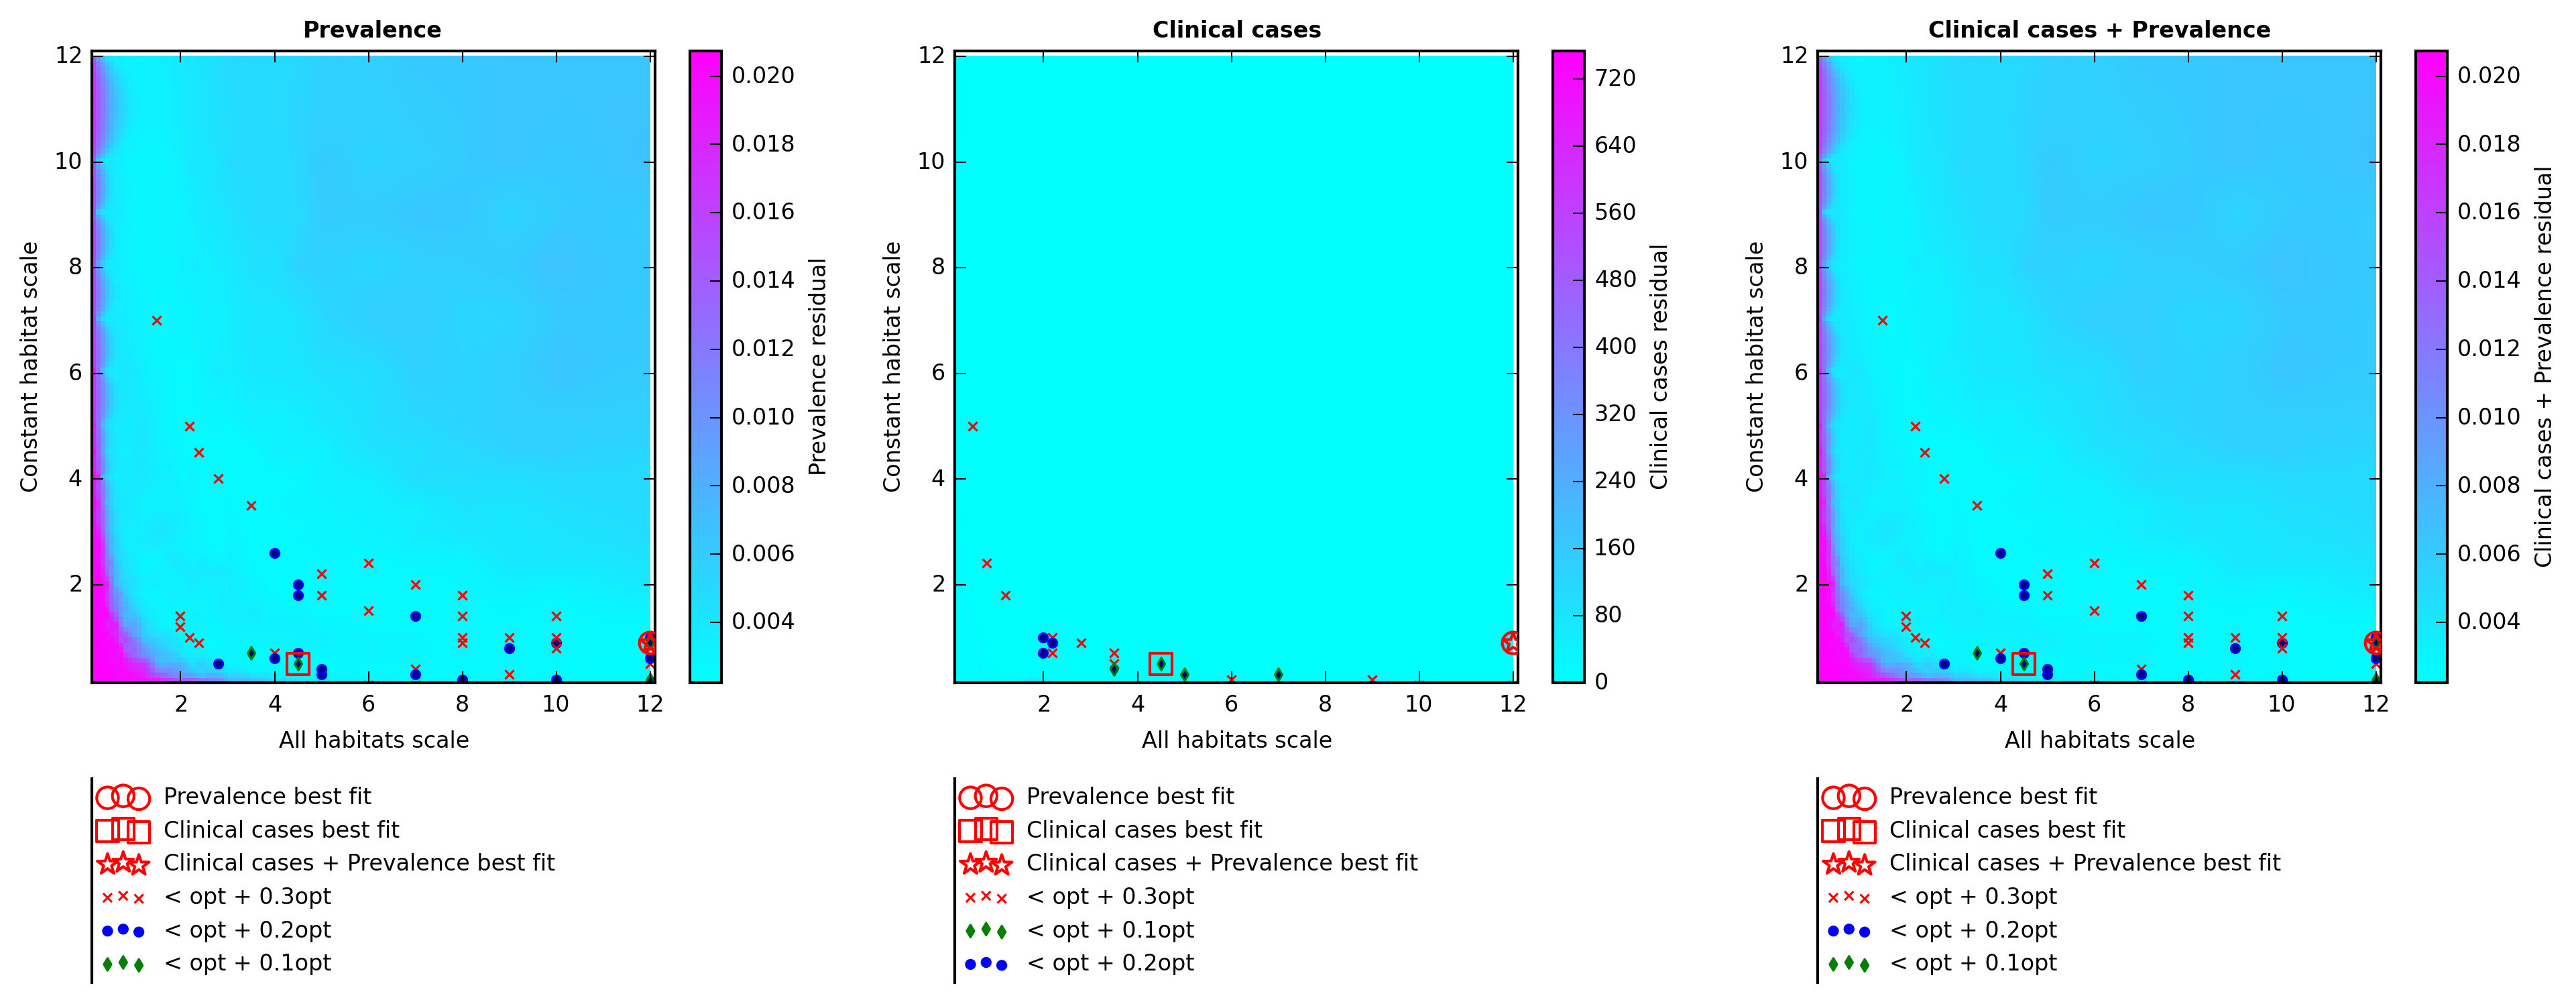 Prevalence
12
10
8
6
4
2
2 4 6 8 10 12
Constant habitat scale
All habitats scale
0.020
0.018
0.016
0.014
0.012
0.010
0.008
0.006
0.004
Prevalence residual
Prevalence best fit
Clinical cases best fit
Clinical cases + Prevalence best fit
< opt + 0.3opt
< opt + 0.2opt
< opt + 0.1opt
Clinical cases
12
10
8
6
4
2
2 4 6 8 10 12
Constant habitat scale
All habitats scale
720
640
560
480
400
320
240
160
80
0
Clinical cases residual
Prevalence best fit
Clinical cases best fit
Clinical cases + Prevalence best fit
< opt + 0.3opt
< opt + 0.1opt
< opt + 0.2opt
Clinical cases + Prevalence
12
10
8
6
4
2
2 4 6 8 10 12
Constant habitat scale
All habitats scale
0.020
0.018
0.016
0.014
0.012
0.010
0.008
0.006
0.004
Clinical cases + Prevalence residual
Prevalence best fit
Clinical cases best fit
Clinical cases + Prevalence best fit
< opt + 0.3opt
< opt + 0.2opt
< opt + 0.1opt